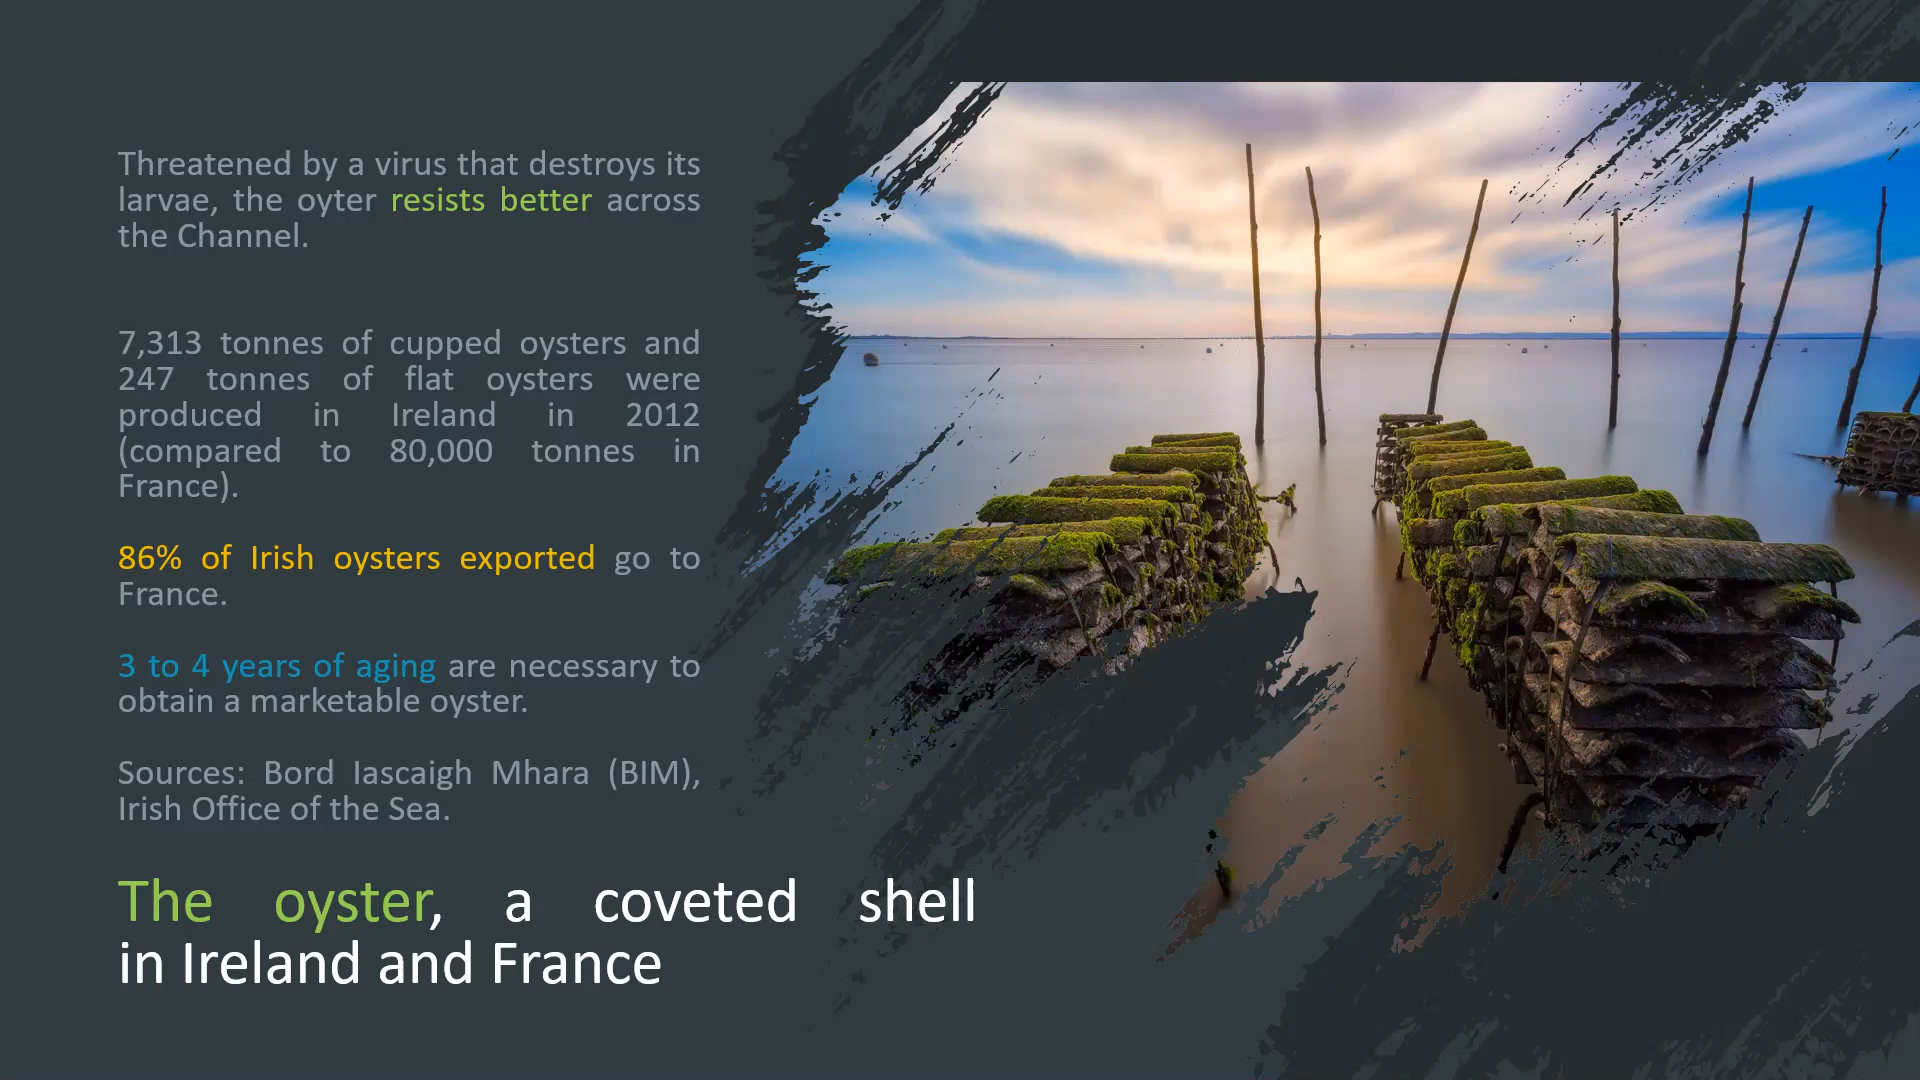 Threatened by a virus that destroys its
larvae, the oyter resists better across
the Channel.
7,313 tonnes of cupped oysters and
247 tonnes of flat oysters were
produced in Ireland in 2012
(compared to 80,000 tonnes in
France).
86% of Irish oysters exported go to
France.
3 to 4 years of aging are necessary to
obtain a marketable oyster.
Sources: Bord Iascaigh Mhara (BIM),
Irish Office of the Sea.
The oyster, a coveted shell
in Ireland and France